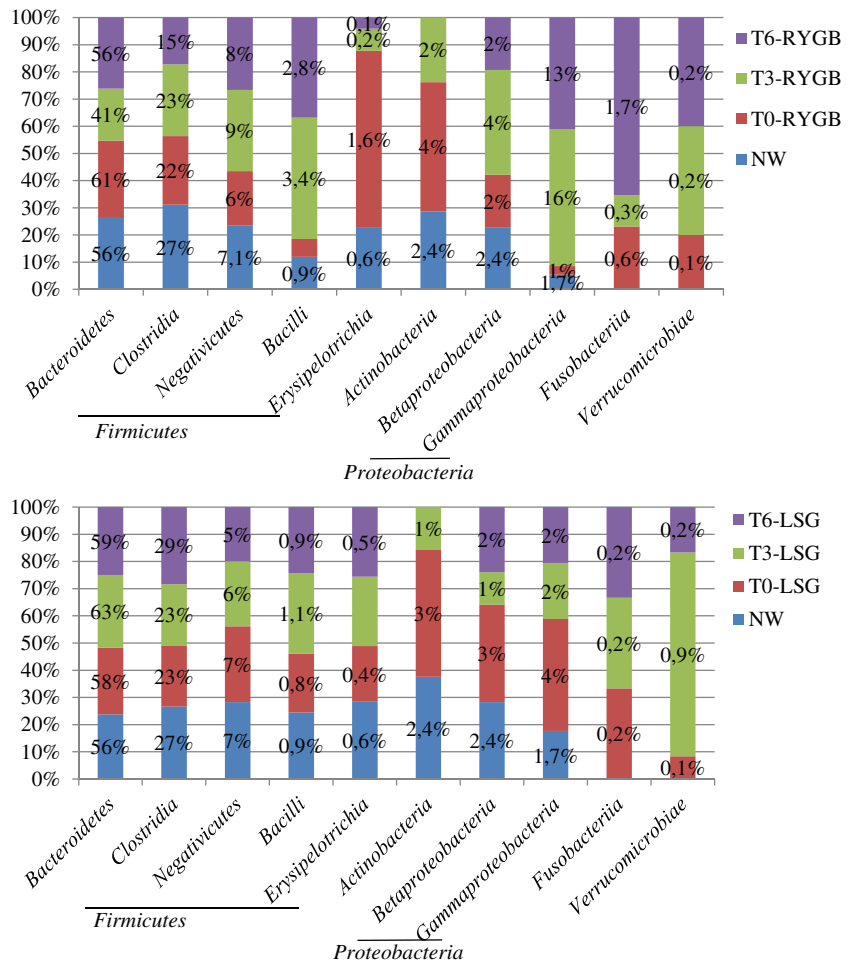 100%
90%
80%
70%
60%
50%
40%
30%
20%
10%
0%
56% 15% 8% 2,8% 0,1% 2% 13% 1,7% 0,2%
41% 23% 9% 3,4% 0,2% 2% 4% 16% 0,3% 0,2%
61% 22% 6% 1,6% 4% 2% 1% 0,6% 0,1%
56% 27% 7,1% 0,9% 0,6% 2,4% 2,4% 1,7%
T6-RYGB
T3-RYGB
T0-RYGB
NW
Bacteroidetes
Clostridia
Negativicutes
Bacilli
Erysipelotrichia
Actinobacteria
Betaproteobacteria
Gammaproteobacteria
Fusobacteriia
Verrucomicrobiae
Firmicutes
Proteobacteria
100%
90%
80%
70%
60%
50%
40%
30%
20%
10%
0%
59% 29% 5% 0,9% 0,5% 2% 2% 0,2% 0,2%
63% 23% 6% 1,1% 1% 1% 2% 0,2% 0,9%
58% 23% 7% 0,8% 0,4% 3% 3% 4% 0,2% 0,1%
56% 27% 7% 0,9% 0,6% 2,4% 2,4% 1,7%
T6-LSG
T3-LSG
T0-LSG
NW
Bacteroidetes
Clostridia
Negativicutes
Bacilli
Erysipelotrichia
Actinobacteria
Betaproteobacteria
Gammaproteobacteria
Fusobacteriia
Verrucomicrobiae
Firmicutes
Proteobacteria